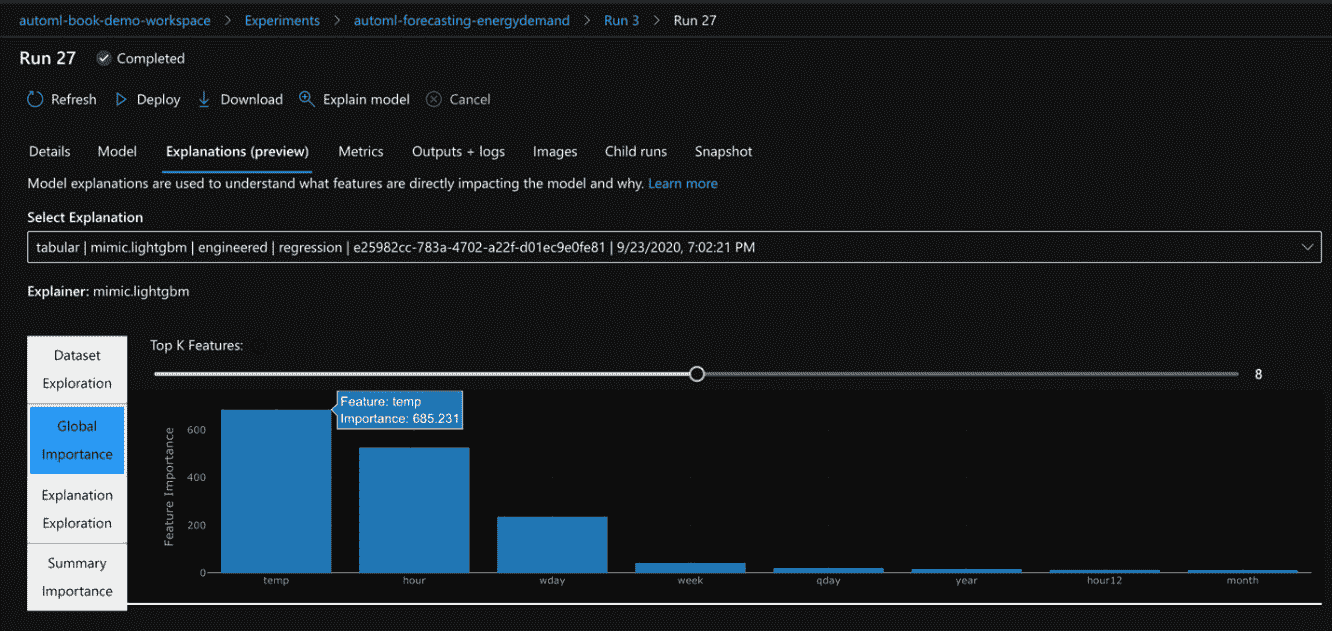 automl-book-demo-workspace > Experiments > automl-forecasting-energydemand > Run 3 > Run 27
Run 27 Completed
Refresh Deploy Download Explain model Cancel
Details Model Explanations (preview) Metrics Outputs + logs Images Child runs Snapshot
Model explanations are used to understand what features are directly impacting the model and why. Learn more
Select Explanation
tabular | mimic.lightgbm | engineered | regression | e25982cc-783a-4702-a22f-d01ec9e0fe81 | 9/23/2020, 7:02:21 PM
Explainer: mimic.lightgbm
Dataset
Exploration
Global
Importance
Explanation
Exploration
Summary
Importance
Top K Features:
8
Feature: temp
Importance: 685.231
Feature Importance
600
400
200
0
temp hour wday week qday year hour12 month